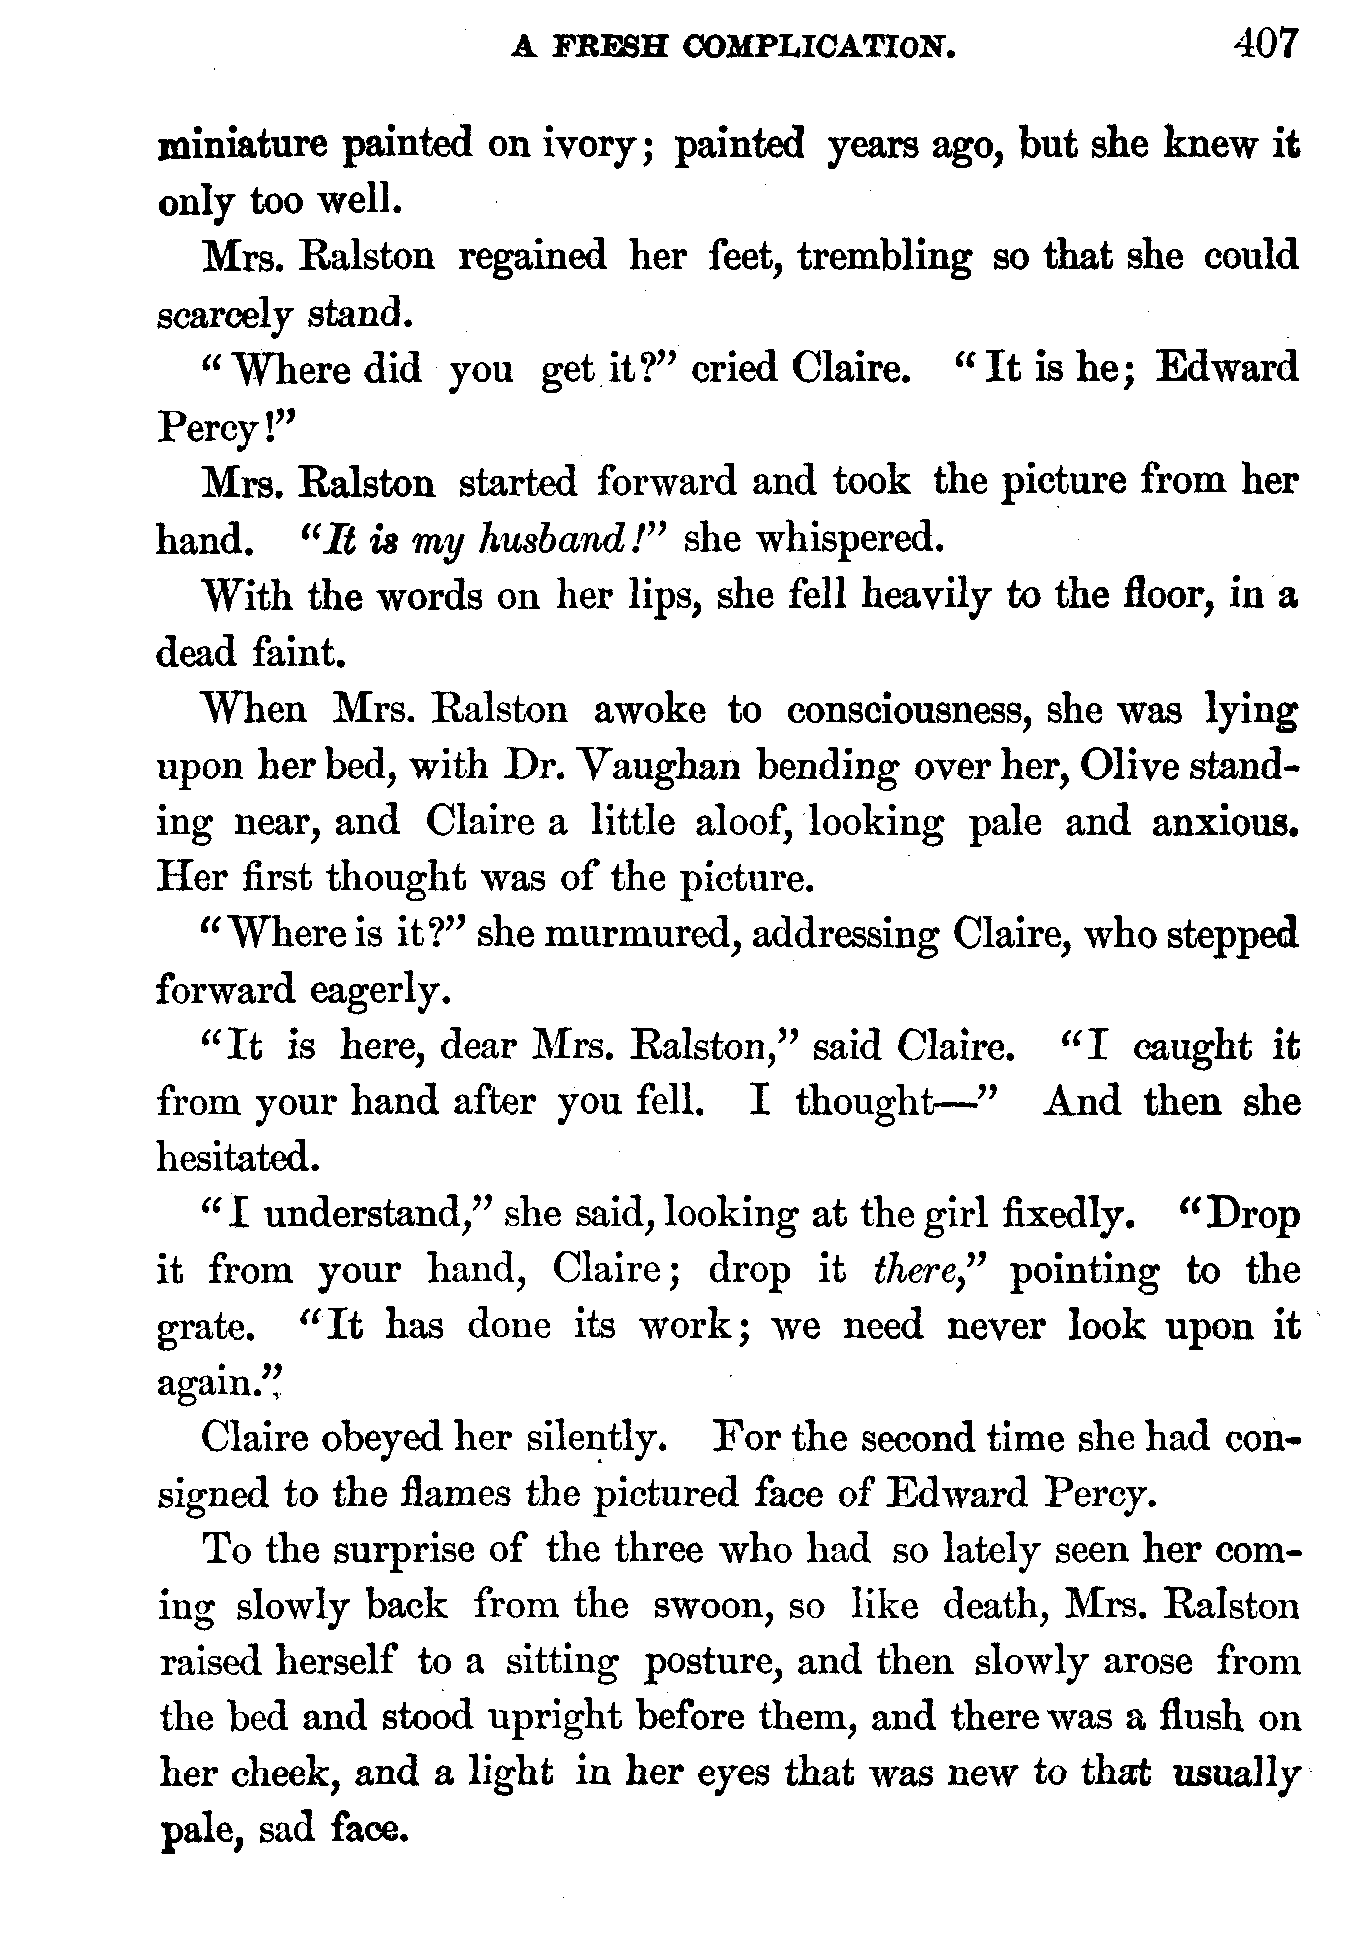 A FRESH COMPLICATION. 407
miniature painted on ivory; painted years ago, but she knew it
only too well.
Mrs. Ralston regained her feet, trembling so that she could
scarcely stand.
“Where did you get it?” cried Claire. “It is he; Edward
Percy!”
Mrs. Ralston started forward and took the picture from her
hand. “It is my husband!” she whispered.
With the words on her lips, she fell heavily to the floor, in a
dead faint.
When Mrs. Ralston awoke to consciousness, she was lying
upon her bed, with Dr. Vaughan bending over her, Olive stand-
ing near, and Claire a little aloof, looking pale and anxious.
Her first thought was of the picture.
“Where is it?” she murmured, addressing Claire, who stepped
forward eagerly.
“It is here, dear Mrs. Ralston,” said Claire. “I caught it
from your hand after you fell. I thought—” And then she
hesitated.
“I understand,” she said, looking at the girl fixedly. “Drop
it from your hand, Claire; drop it there,” pointing to the
grate. “It has done its work; we need never look upon it
again.”
Claire obeyed her silently. For the second time she had con-
signed to the flames the pictured face of Edward Percy.
To the surprise of the three who had so lately seen her com-
ing slowly back from the swoon, so like death, Mrs. Ralston
raised herself to a sitting posture, and then slowly arose from
the bed and stood upright before them, and there was a flush on
her cheek, and a light in her eyes that was new to that usually
pale, sad face.